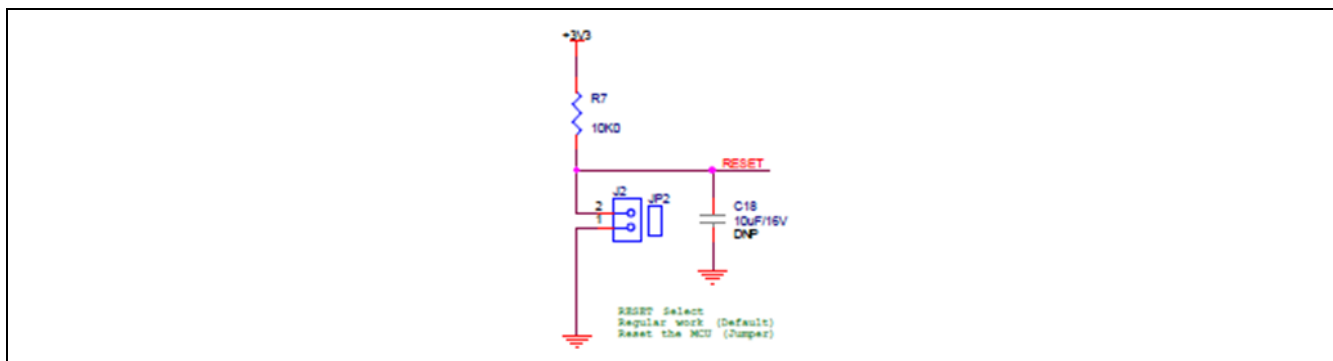 +3V3
R7
10K0
RESET
J2
JP2
2
1
C18
10uF/16V
DNP
RESET Select
Regular work (Default)
Reset the MCU (Jumper)